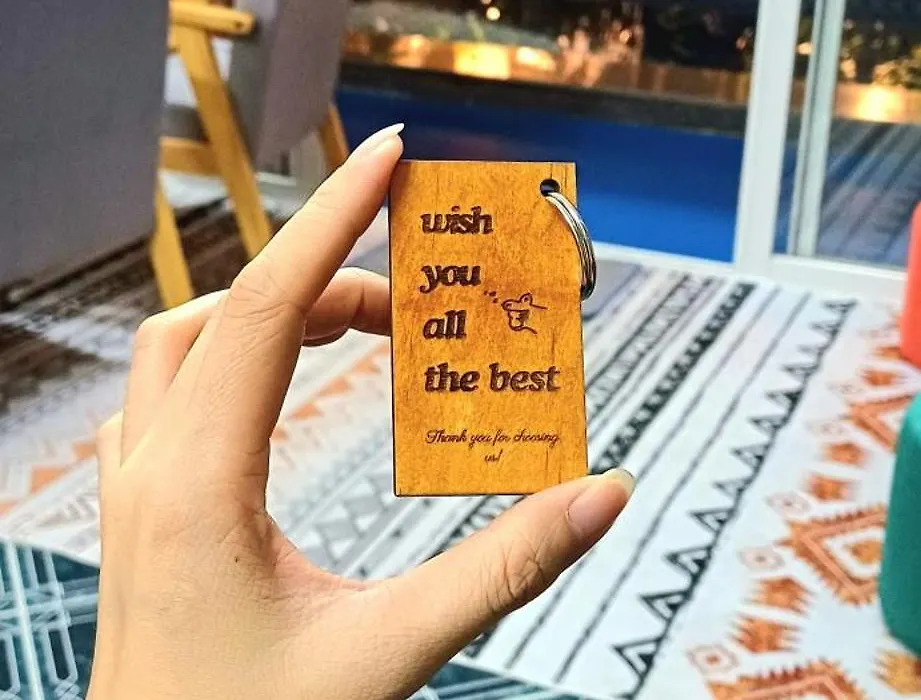 wish
you
all
the best
Thank you for choosing
us!